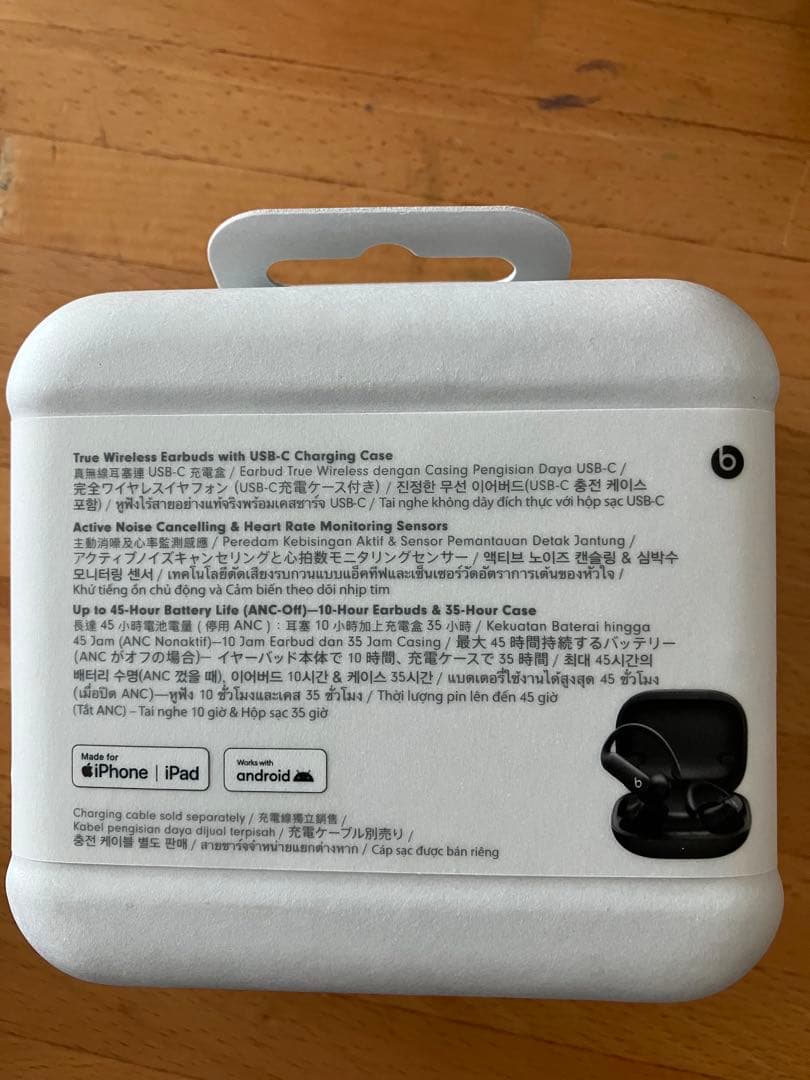 True Wireless Earbuds with USB-C Charging Case
真無線耳塞連 USB-C 充電盒 / Earbud True Wireless dengan Casing Pengisian Daya USB-C /
完全ワイヤレスイヤフォン (USB-C充電ケース付き) / 진정한 무선 이어버드(USB-C 충전 케이스
포함) / หูฟังไร้สายอย่างแท้จริงพร้อมเคสชาร์จ USB-C / Tai nghe không dây đích thực với hộp sạc USB-C
b
Active Noise Cancelling & Heart Rate Monitoring Sensors
主動消噪及心率監測感應 / Peredam Kebisingan Aktif & Sensor Pemantauan Detak Jantung /
アクティブノイズキャンセリングと心拍数モニタリングセンサー / 액티브 노이즈 캔슬링 & 심박수
모니터링 센서 / เทคโนโลยีตัดเสียงรบกวนแบบแอ็คทีฟและเซ็นเซอร์วัดอัตราการเต้นของหัวใจ /
Khử tiếng ồn chủ động và Cảm biến theo dõi nhịp tim
Up to 45-Hour Battery Life (ANC-Off)—10-Hour Earbuds & 35-Hour Case
長達 45 小時電池電量 ( 停用 ANC ) : 耳塞 10 小時加上充電盒 35 小時 / Kekuatan Baterai hingga
45 Jam (ANC Nonaktif)—10 Jam Earbud dan 35 Jam Casing / 最大 45 時間持続するバッテリー
(ANC がオフの場合)— イヤーバッド本体で 10 時間、充電ケースで 35 時間 / 최대 45시간의
배터리 수명(ANC 껐을 때), 이어버드 10시간 & 케이스 35시간 / แบตเตอรี่ใช้งานได้สูงสุด 45 ชั่วโมง
(เมื่อปิด ANC)—หูฟัง 10 ชั่วโมงและเคส 35 ชั่วโมง / Thời lượng pin lên đến 45 giờ
(Tắt ANC) – Tai nghe 10 giờ & Hộp sạc 35 giờ
Made for
iPhone | iPad
Works with
android
b
Charging cable sold separately / 充電線獨立銷售 /
Kabel pengisian daya dijual terpisah / 充電ケーブル別売り /
충전 케이블 별도 판매 / สายชาร์จจำหน่ายแยกต่างหาก / Cáp sạc được bán riêng